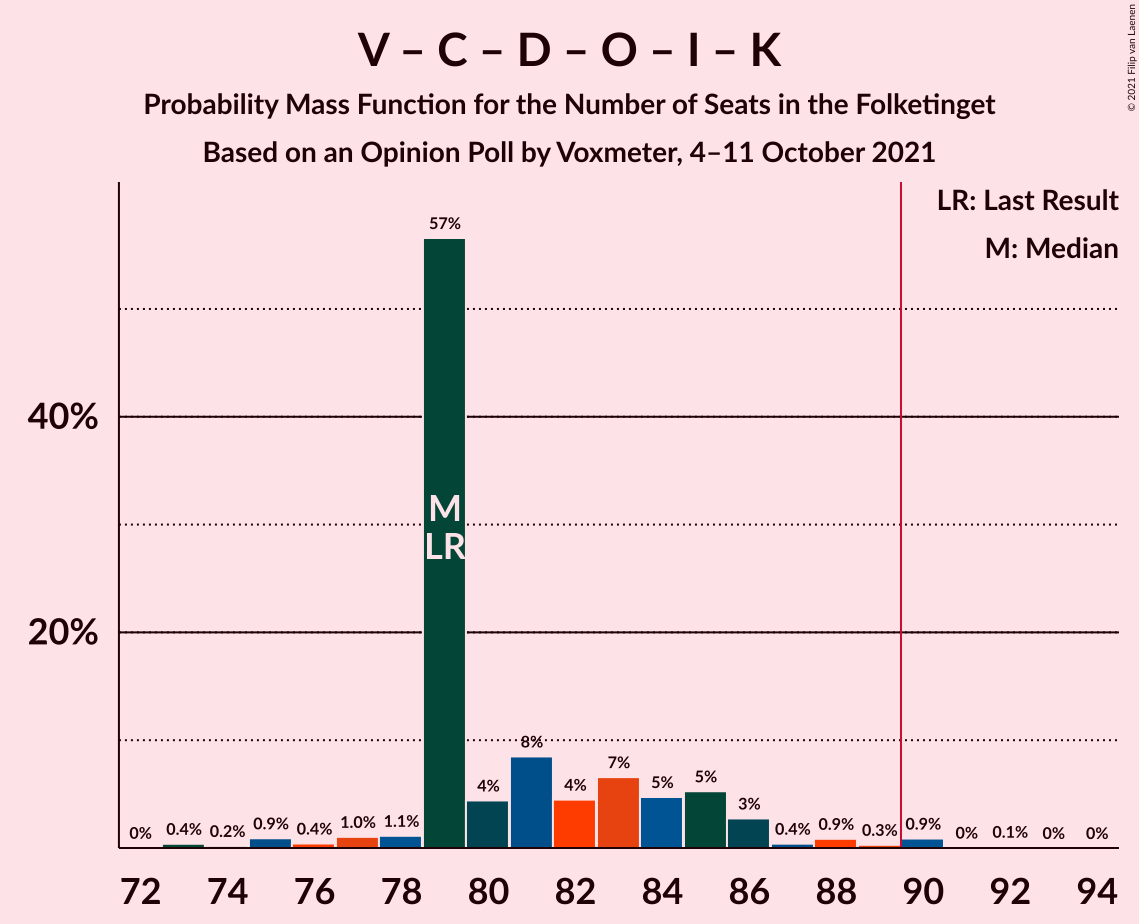 V – C – D – O – I – K
Probability Mass Function for the Number of Seats in the Folketinget
Based on an Opinion Poll by Voxmeter, 4–11 October 2021
© 2021 Filip van Laenen
LR: Last Result
M: Median
57%
40%
M
LR
20%
0%
0.4%
0.2%
0.9%
0.4%
1.0%
1.1%
4%
8%
4%
7%
5%
5%
3%
0.4%
0.9%
0.3%
0.9%
0%
0.1%
0%
0%
72 74 76 78 80 82 84 86 88 90 92 94